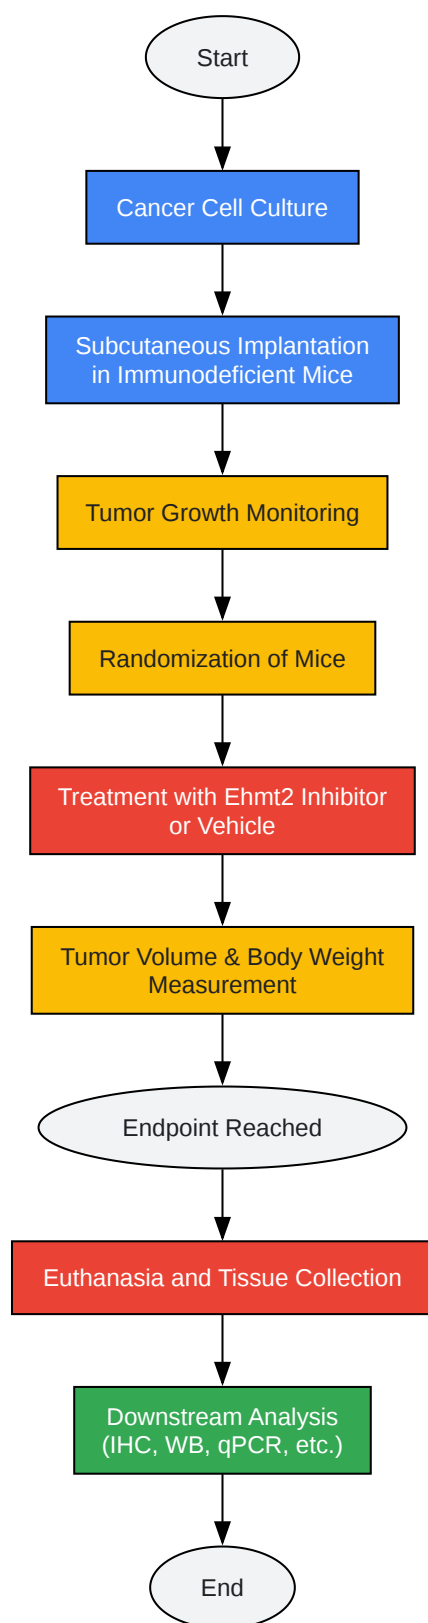 Start
Cancer Cell Culture
Subcutaneous Implantation
in Immunodeficient Mice
Tumor Growth Monitoring
Randomization of Mice
Treatment with Ehmt2 Inhibitor
or Vehicle
Tumor Volume & Body Weight
Measurement
Endpoint Reached
Euthanasia and Tissue Collection
Downstream Analysis
(IHC, WB, qPCR, etc.)
End